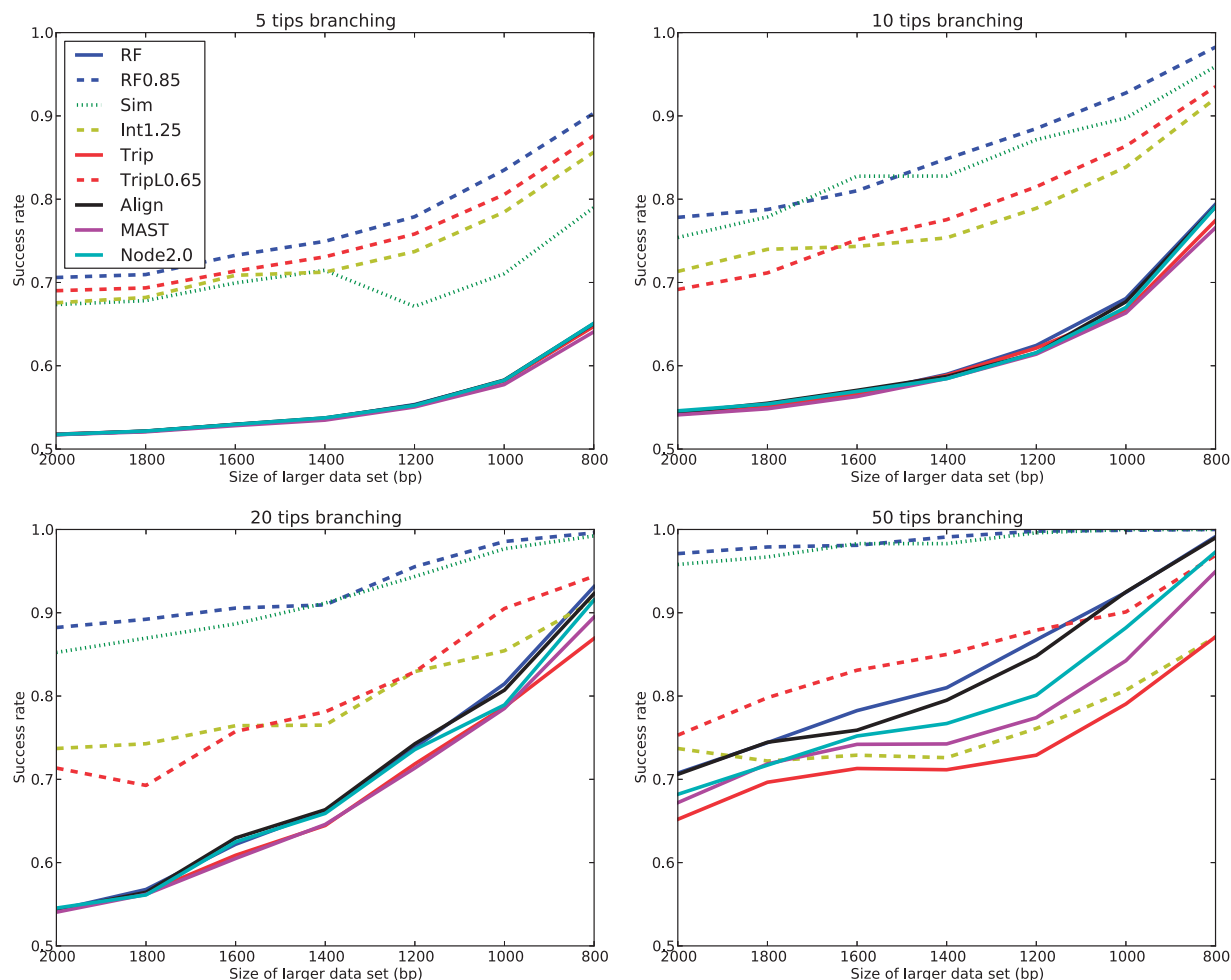 5 tips branching
1.0
0.9
0.8
0.7
0.6
0.5
Success rate
RF
RF0.85
Sim
Int1.25
Trip
TripL0.65
Align
MAST
Node2.0
2000 1800 1600 1400 1200 1000 800
Size of larger data set (bp)
10 tips branching
1.0
0.9
0.8
0.7
0.6
0.5
Success rate
2000 1800 1600 1400 1200 1000 800
Size of larger data set (bp)
20 tips branching
1.0
0.9
0.8
0.7
0.6
0.5
Success rate
2000 1800 1600 1400 1200 1000 800
Size of larger data set (bp)
50 tips branching
1.0
0.9
0.8
0.7
0.6
0.5
Success rate
2000 1800 1600 1400 1200 1000 800
Size of larger data set (bp)